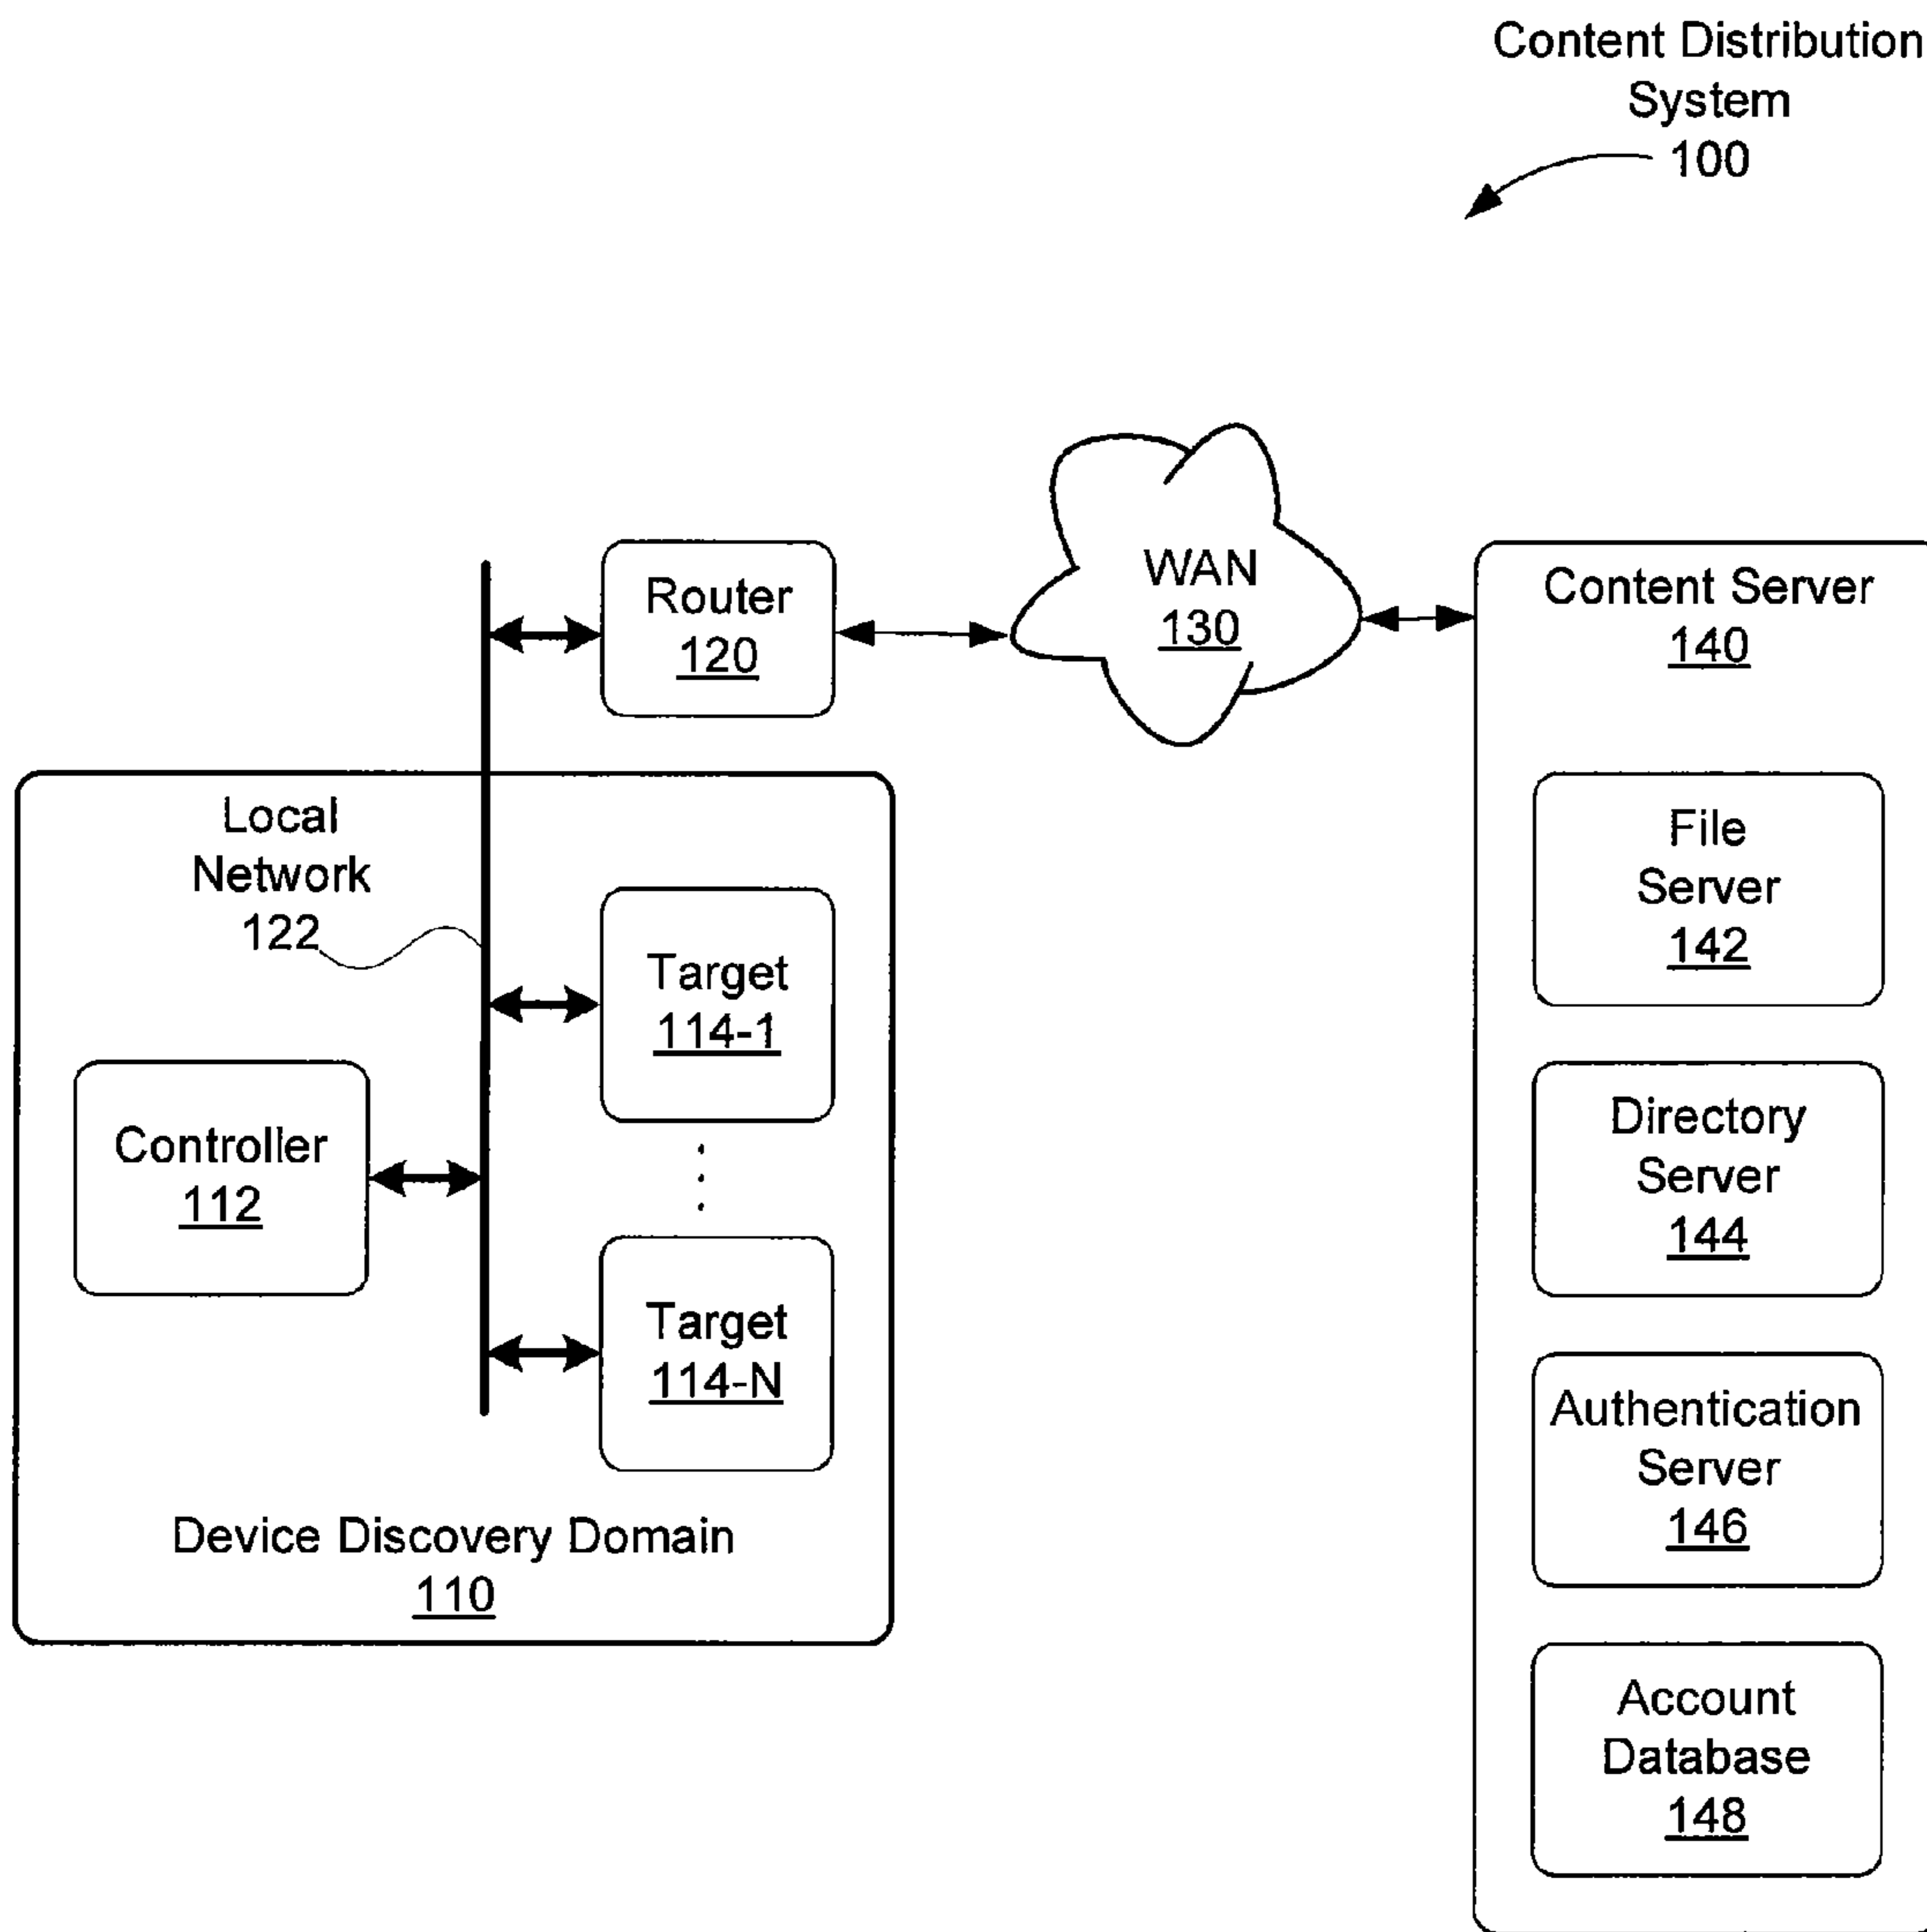 Content Distribution
System
100
Router
120
WAN
130
Content Server
140
Local
Network
122
File
Server
142
Target
114-1
Controller
112
Directory
Server
144
Target
114-N
Authentication
Server
146
Device Discovery Domain
110
Account
Database
148